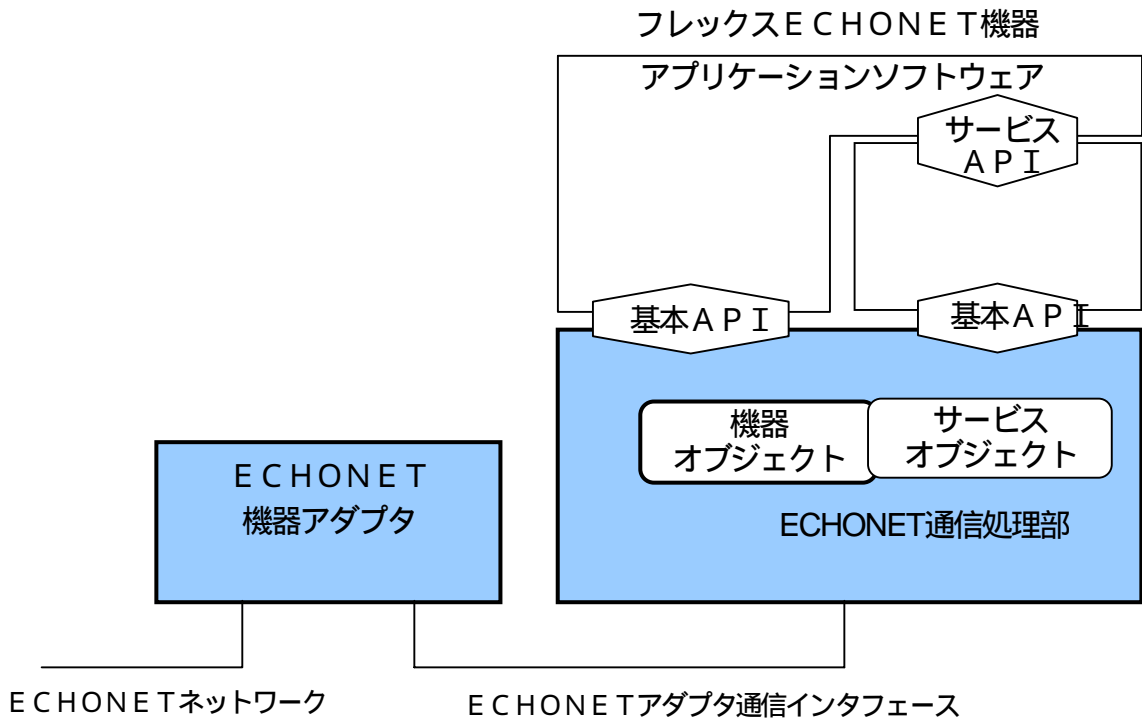 フレックスＥＣＨＯＮＥＴ機器
アプリケーションソフトウェア
サービス
ＡＰＩ
基本ＡＰＩ
基本ＡＰＩ
機器
オブジェクト
サービス
オブジェクト
ＥＣＨＯＮＥＴ
機器アダプタ
ECHONET通信処理部
ＥＣＨＯＮＥＴネットワーク
ＥＣＨＯＮＥＴアダプタ通信インタフェース